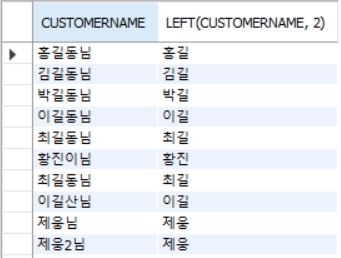 CUSTOMERNAME LEFT(CUSTOMERNAME, 2)
홍길동님 홍길
김길동님 김길
박길동님 박길
이길동님 이길
최길동님 최길
황진이님 황진
최길동님 최길
이길산님 이길
제웅님 제웅
제웅2님 제웅